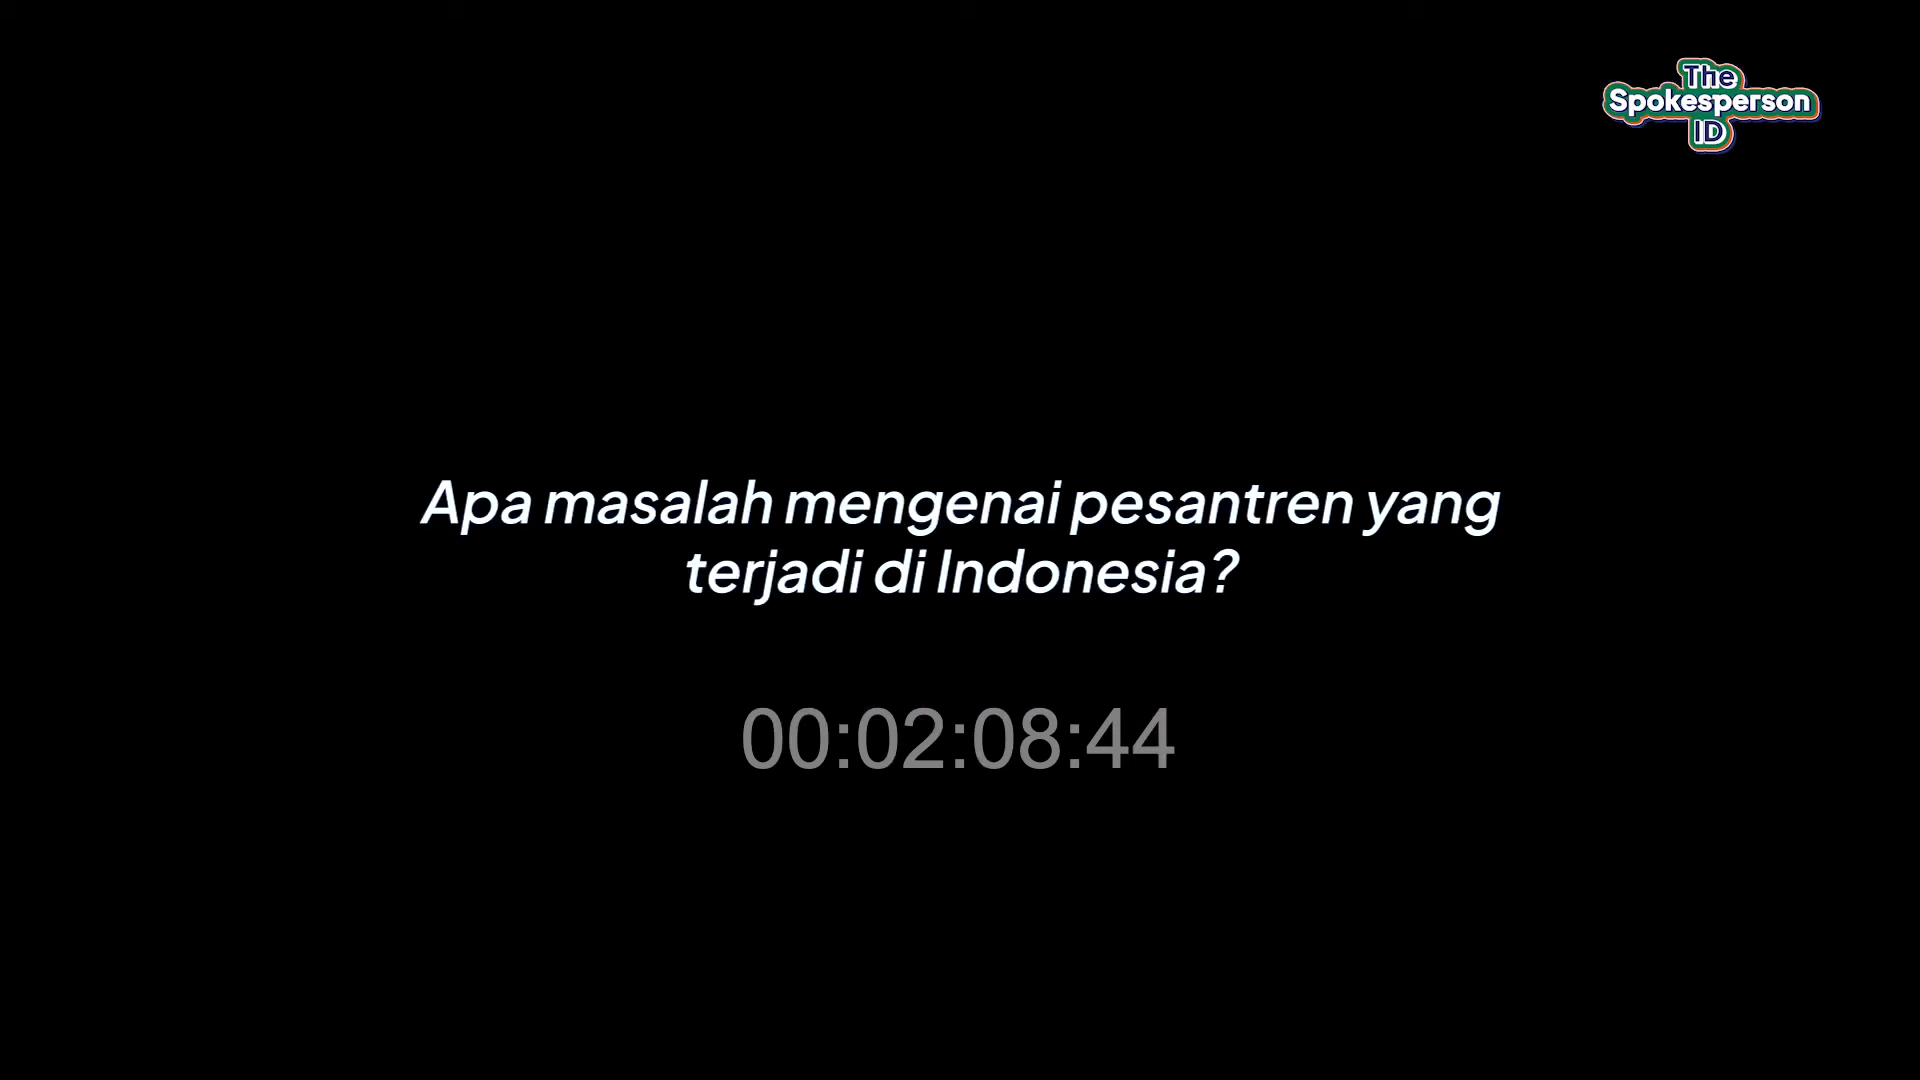 The
Spokesperson
ID
Apa masalah mengenai pesantren yang
terjadi di Indonesia?
00:02:08:44